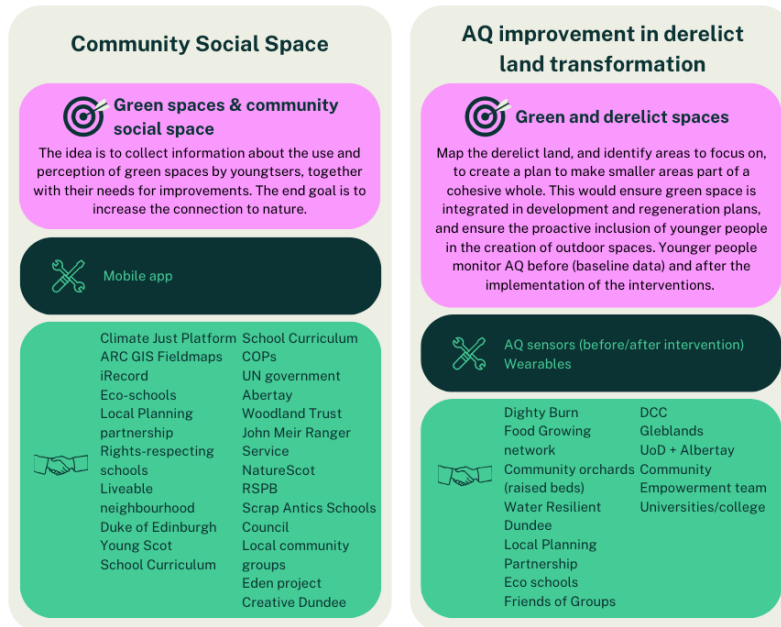 Community Social Space
Green spaces & community
social space
The idea is to collect information about the use and
perception of green spaces by youngtsers, together
with their needs for improvements. The end goal is to
increase the connection to nature.
Mobile app
Climate Just Platform
ARC GIS Fieldmaps
iRecord
Eco-schools
Local Planning
partnership
Rights-respecting
schools
Liveable
neighbourhood
Duke of Edinburgh
Young Scot
School Curriculum
School Curriculum
COPs
UN government
Abertay
Woodland Trust
John Meir Ranger
Service
NatureScot
RSPB
Scrap Antics Schools
Council
Local community
groups
Eden project
Creative Dundee
AQ improvement in derelict
land transformation
Green and derelict spaces
Map the derelict land, and identify areas to focus on,
to create a plan to make smaller areas part of a
cohesive whole. This would ensure green space is
integrated in development and regeneration plans,
and ensure the proactive inclusion of younger people
in the creation of outdoor spaces. Younger people
monitor AQ before (baseline data) and after the
implementation of the interventions.
AQ sensors (before/after intervention)
Wearables
Dighty Burn
Food Growing
network
Community orchards
(raised beds)
Water Resilient
Dundee
Local Planning
Partnership
Eco schools
Friends of Groups
DCC
Gleblands
UoD + Albertay
Community
Empowerment team
Universities/college